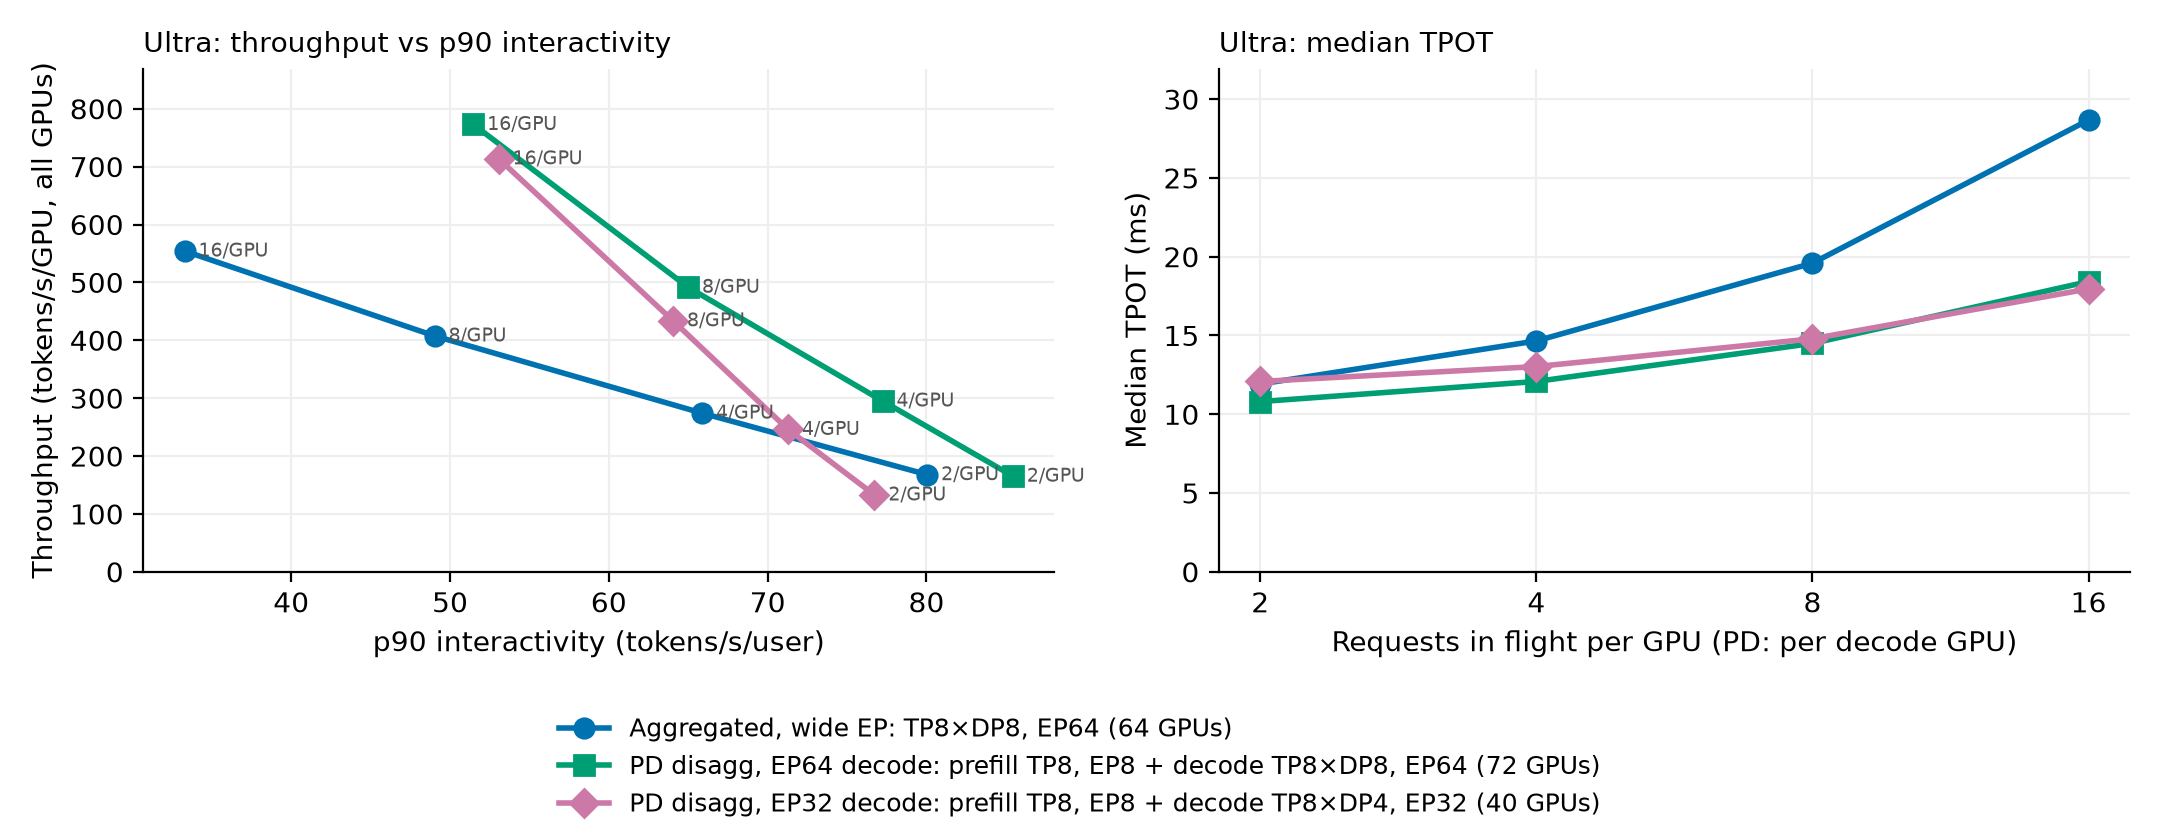 Ultra: throughput vs p90 interactivity
Throughput (tokens/s/GPU, all GPUs)
800
700
600
500
400
300
200
100
0
16/GPU
16/GPU
16/GPU
8/GPU
8/GPU
8/GPU
4/GPU
4/GPU
4/GPU
2/GPU
2/GPU
2/GPU
40
50
60
70
80
p90 interactivity (tokens/s/user)
Ultra: median TPOT
Median TPOT (ms)
30
25
20
15
10
5
0
2
4
8
16
Requests in flight per GPU (PD: per decode GPU)
Aggregated, wide EP: TP8×DP8, EP64 (64 GPUs)
PD disagg, EP64 decode: prefill TP8, EP8 + decode TP8×DP8, EP64 (72 GPUs)
PD disagg, EP32 decode: prefill TP8, EP8 + decode TP8×DP4, EP32 (40 GPUs)